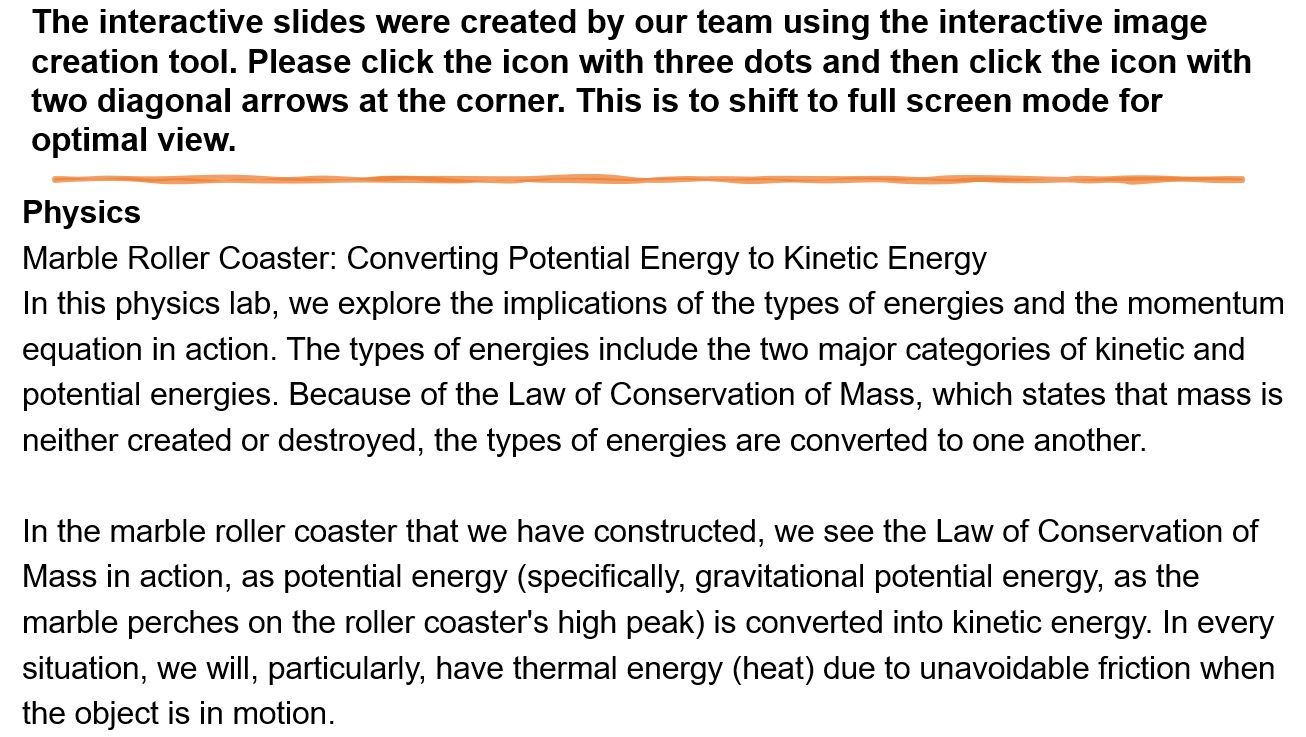 The interactive slides were created by our team using the interactive image
creation tool. Please click the icon with three dots and then click the icon with
two diagonal arrows at the corner. This is to shift to full screen mode for
optimal view.
Physics
Marble Roller Coaster: Converting Potential Energy to Kinetic Energy
In this physics lab, we explore the implications of the types of energies and the momentum
equation in action. The types of energies include the two major categories of kinetic and
potential energies. Because of the Law of Conservation of Mass, which states that mass is
neither created or destroyed, the types of energies are converted to one another.
In the marble roller coaster that we have constructed, we see the Law of Conservation of
Mass in action, as potential energy (specifically, gravitational potential energy, as the
marble perches on the roller coaster's high peak) is converted into kinetic energy. In every
situation, we will, particularly, have thermal energy (heat) due to unavoidable friction when
the object is in motion.